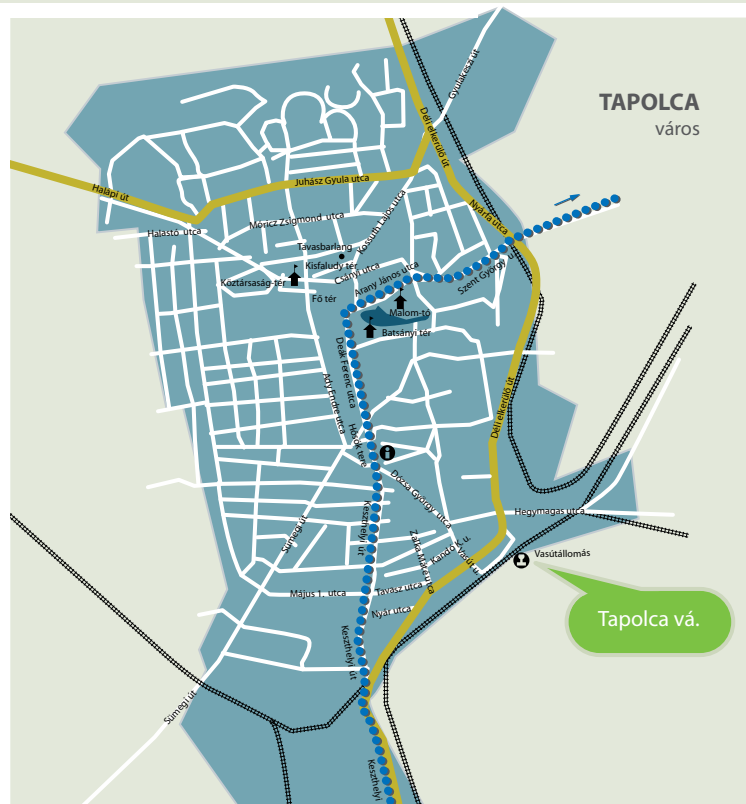 TAPOLCA
város
Gyulakeszi út
Déli elkerülő út
Halápi út
Juhász Gyula utca
Nyárfa utca
Móricz Zsigmond utca
Halastó utca
Kossuth Lajos utca
Tavasbarlang
Kisfaludy tér
Csányi utca
Köztársaság-tér
Arany János utca
Szent György u.
Fő tér
Malom-tó
Batsányi tér
Deák Ferenc utca
Ady Endre utca
Déli elkerülő út
Hősök tere
Dózsa György utca
Keszthelyi út
Hegymagas utca
Sümegi út
Zalka Máté utca
Kandó K. u.
Vasút u.
Vasútállomás
Május 1. utca
Tavasz utca
Nyár utca
Tapolca vá.
Keszthelyi út
Sümegi út
Keszthelyi